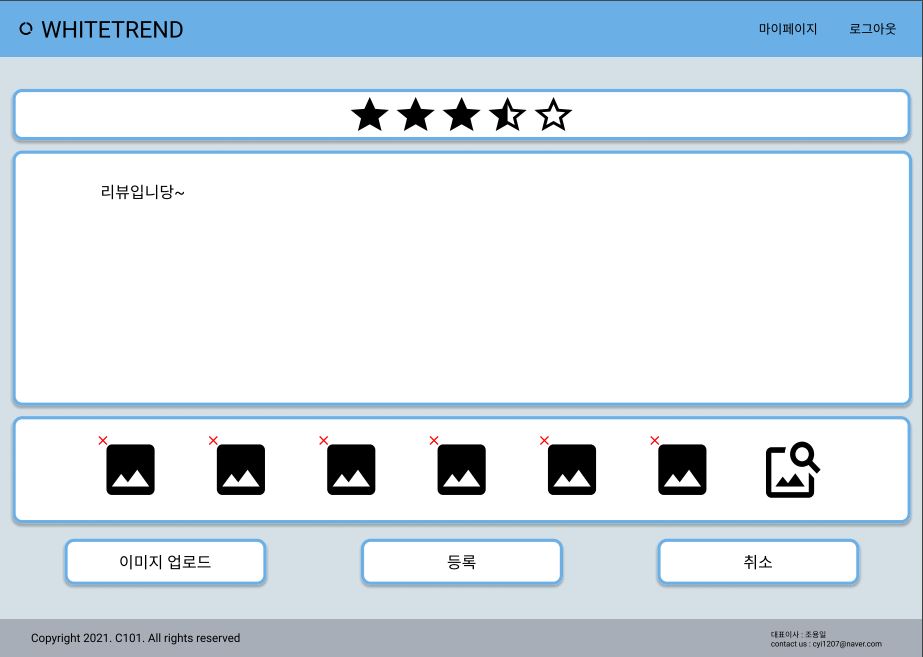 WHITETREND
마이페이지
로그아웃
리뷰입니당~
이미지 업로드
등록
취소
Copyright 2021. C101. All rights reserved
대표이사 : 조용일
contact us : cyi1207@naver.com